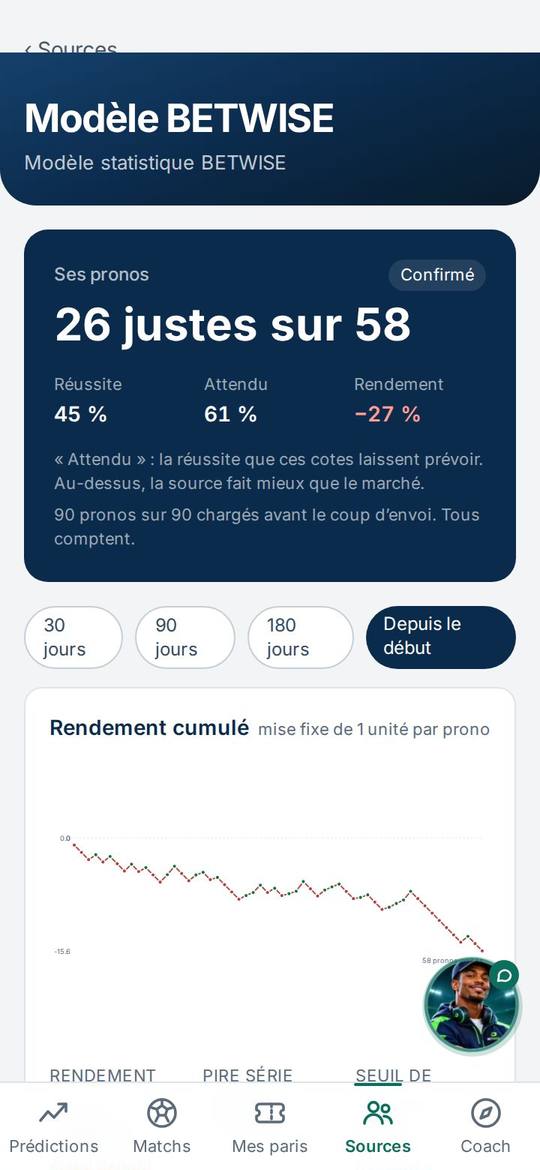 ‹ Sources
Modèle BETWISE
Modèle statistique BETWISE
Ses pronos
Confirmé
26 justes sur 58
Réussite Attendu Rendement
45 % 61 % −27 %
« Attendu » : la réussite que ces cotes laissent prévoir.
Au-dessus, la source fait mieux que le marché.
90 pronos sur 90 chargés avant le coup d’envoi. Tous
comptent.
30 jours
90 jours
180 jours
Depuis le début
Rendement cumulé mise fixe de 1 unité par prono
0.0
-15.6
58 pronos
RENDEMENT PIRE SÉRIE SEUIL DE
Prédictions Matchs Mes paris Sources Coach